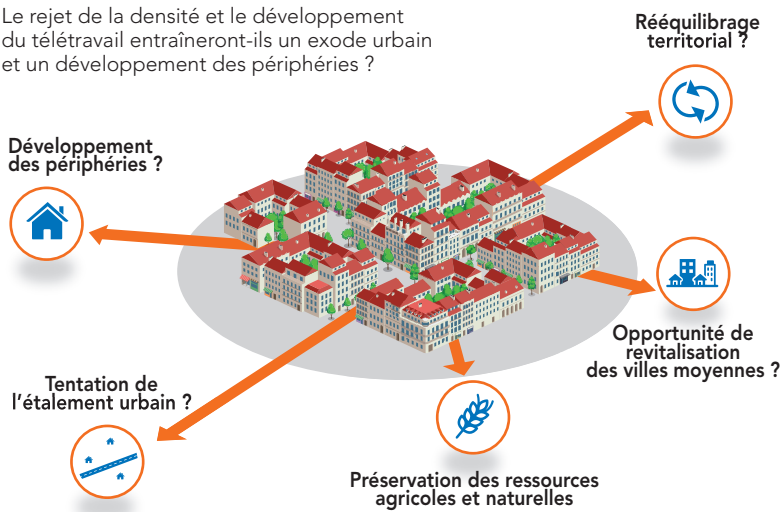 Le rejet de la densité et le développement
du télétravail entraîneront-ils un exode urbain
et un développement des périphéries ?
Rééquilibrage
territorial ?
Développement
des périphéries ?
Opportunité de
revitalisation
des villes moyennes ?
Tentation de
l'étalement urbain ?
Préservation des ressources
agricoles et naturelles